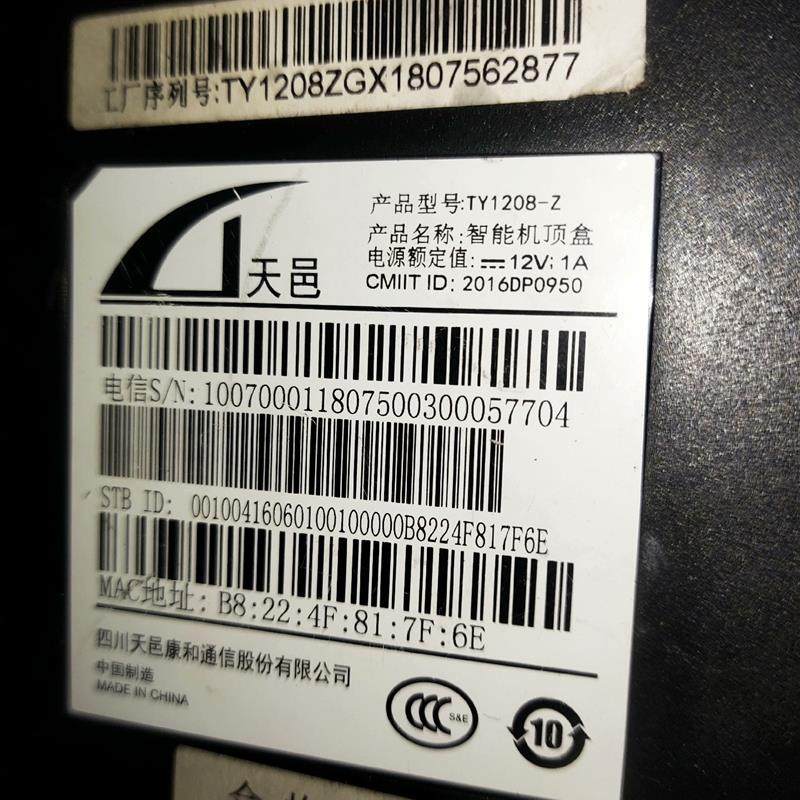 工厂序列号:TY1208ZGX1807562877
天邑
产品型号:TY1208-Z
产品名称:智能机顶盒
电源额定值: 12V; 1A
CMIIT ID: 2016DP0950
电信S/N:100700011807500300057704
STB ID: 00100416060100100000B8224F817F6E
MAC地址: B8:22:4F:81:7F:6E
四川天邑康和通信股份有限公司
中国制造
MADE IN CHINA
CCC S&E
10